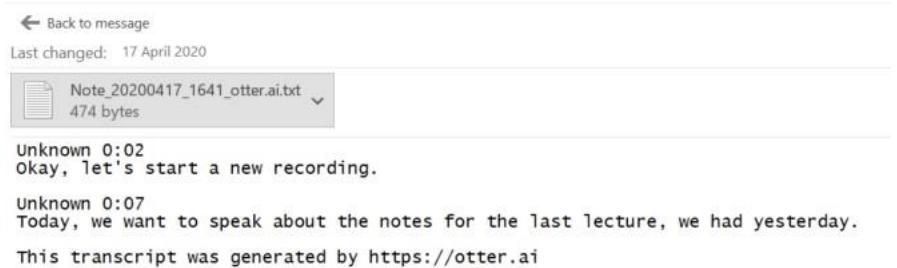 Back to message
Last changed: 17 April 2020
Note_20200417_1641_otter.ai.txt
474 bytes
Unknown 0:02
Okay, let's start a new recording.
Unknown 0:07
Today, we want to speak about the notes for the last lecture, we had yesterday.
This transcript was generated by https://otter.ai